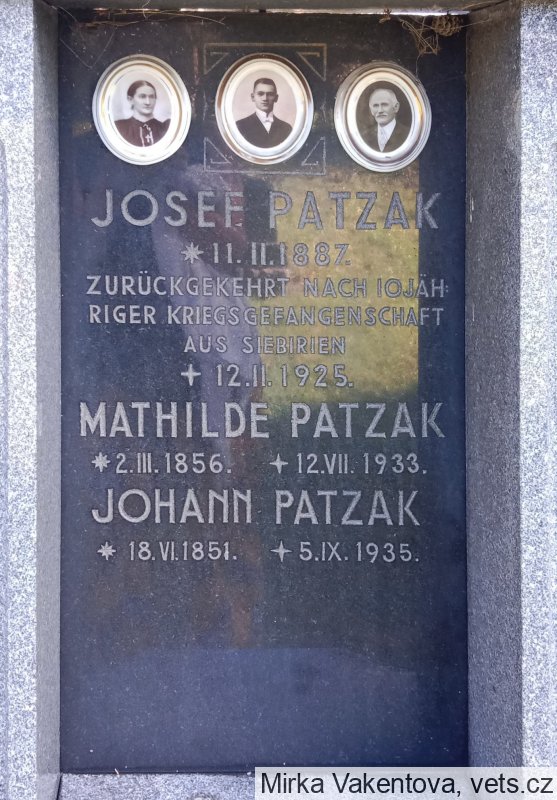 JOSEF PATZAK
* 11. II. 1887.
ZURÜCKGEKEHRT NACH 10JÄH-
RIGER KRIEGSGEFANGENSCHAFT
AUS SIEBIRIEN
+ 12. II. 1925.
MATHILDE PATZAK
* 2. III. 1856. + 12. VII. 1933.
JOHANN PATZAK
* 18. VI. 1851. + 5. IX. 1935.
Mirka Vakentova, vets.cz